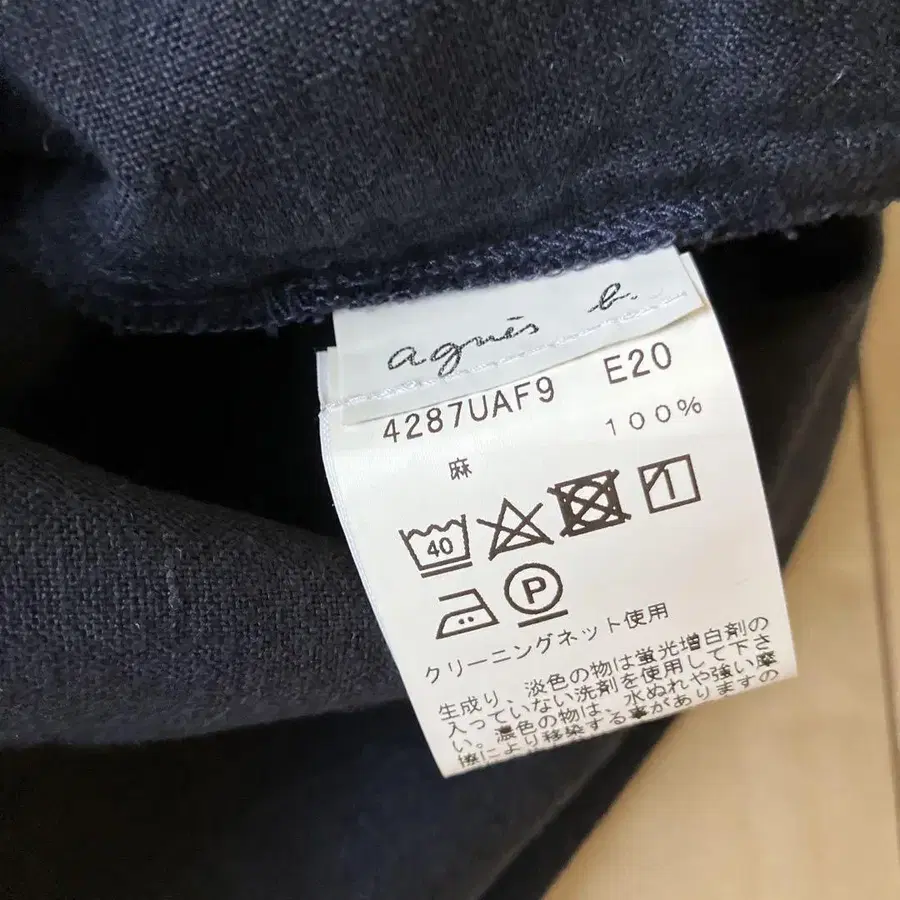 agnès b.
4287UAF9 E20
麻 100%
40
P
クリーニングネット使用
生成り、淡色の物は蛍光増白剤の
入っていない洗剤を使用して下さ
い。濃色の物は、水ぬれや強い摩
擦により移染する事がありますの